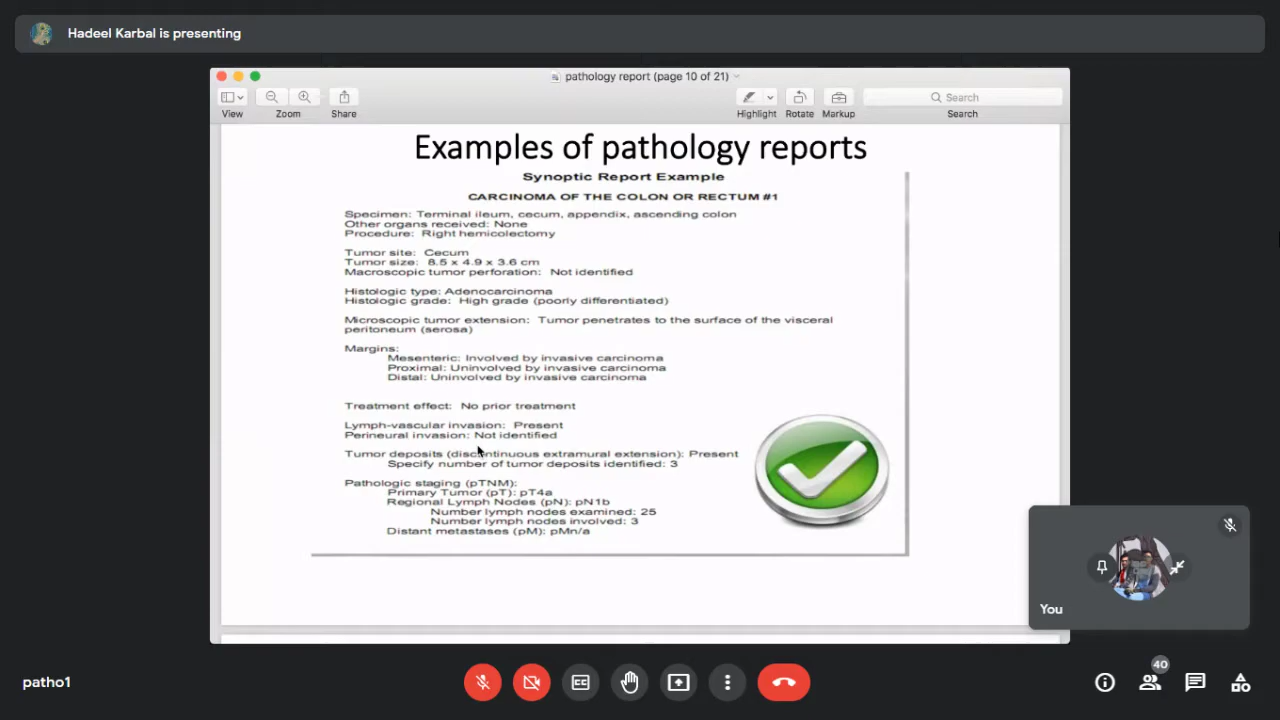 Hadeel Karbal is presenting
pathology report (page 10 of 21)
View
Zoom
Share
Highlight
Rotate
Markup
Search
Search
Examples of pathology reports
Synoptic Report Example
CARCINOMA OF THE COLON OR RECTUM #1
Specimen: Terminal ileum, cecum, appendix, ascending colon
Other organs received: None
Procedure: Right hemicolectomy
Tumor site: Cecum
Tumor size: 8.5 x 4.9 x 3.6 cm
Macroscopic tumor perforation: Not identified
Histologic type: Adenocarcinoma
Histologic grade: High grade (poorly differentiated)
Microscopic tumor extension: Tumor penetrates to the surface of the visceral
peritoneum (serosa)
Margins:
Mesenteric: Involved by invasive carcinoma
Proximal: Uninvolved by invasive carcinoma
Distal: Uninvolved by invasive carcinoma
Treatment effect: No prior treatment
Lymph-vascular invasion: Present
Perineural invasion: Not identified
Tumor deposits (discontinuous extramural extension): Present
Specify number of tumor deposits identified: 3
Pathologic staging (pTNM):
Primary Tumor (pT): pT4a
Regional Lymph Nodes (pN): pN1b
Number lymph nodes examined: 25
Number lymph nodes involved: 3
Distant metastases (pM): pMn/a
You
patho1
40